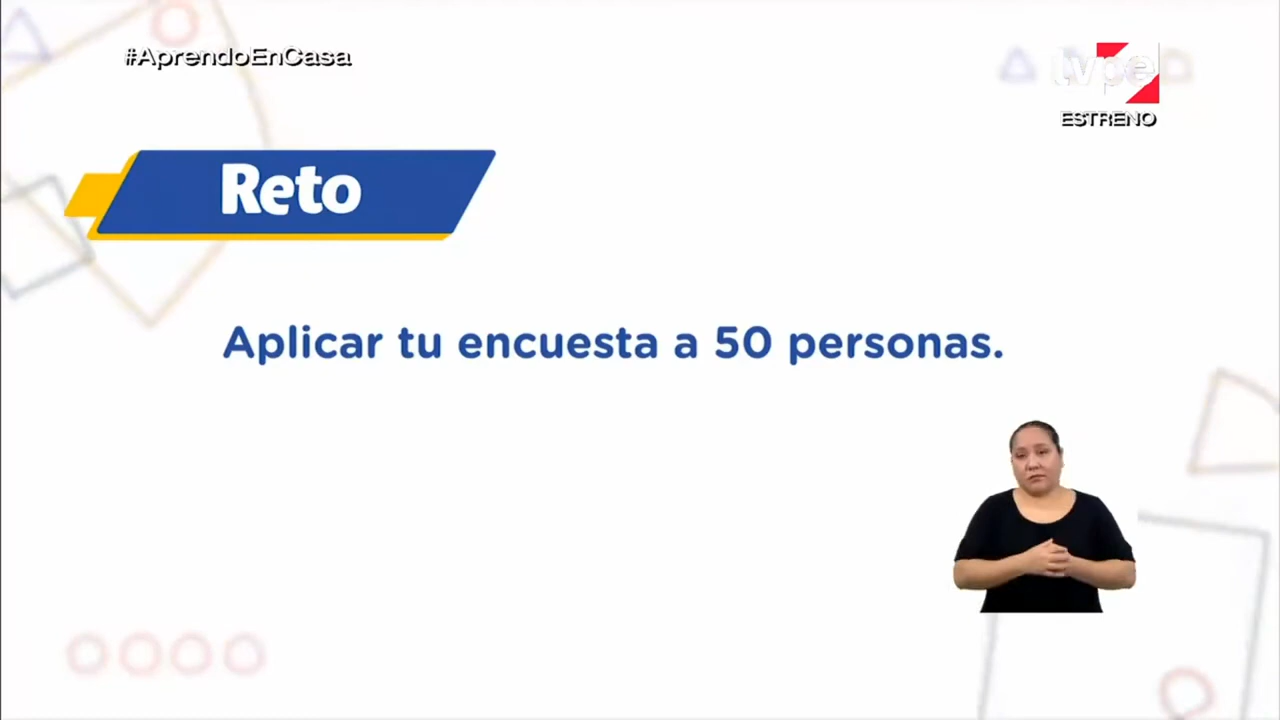 #AprendoEnCasa
tvpe
ESTRENO
Reto
Aplicar tu encuesta a 50 personas.